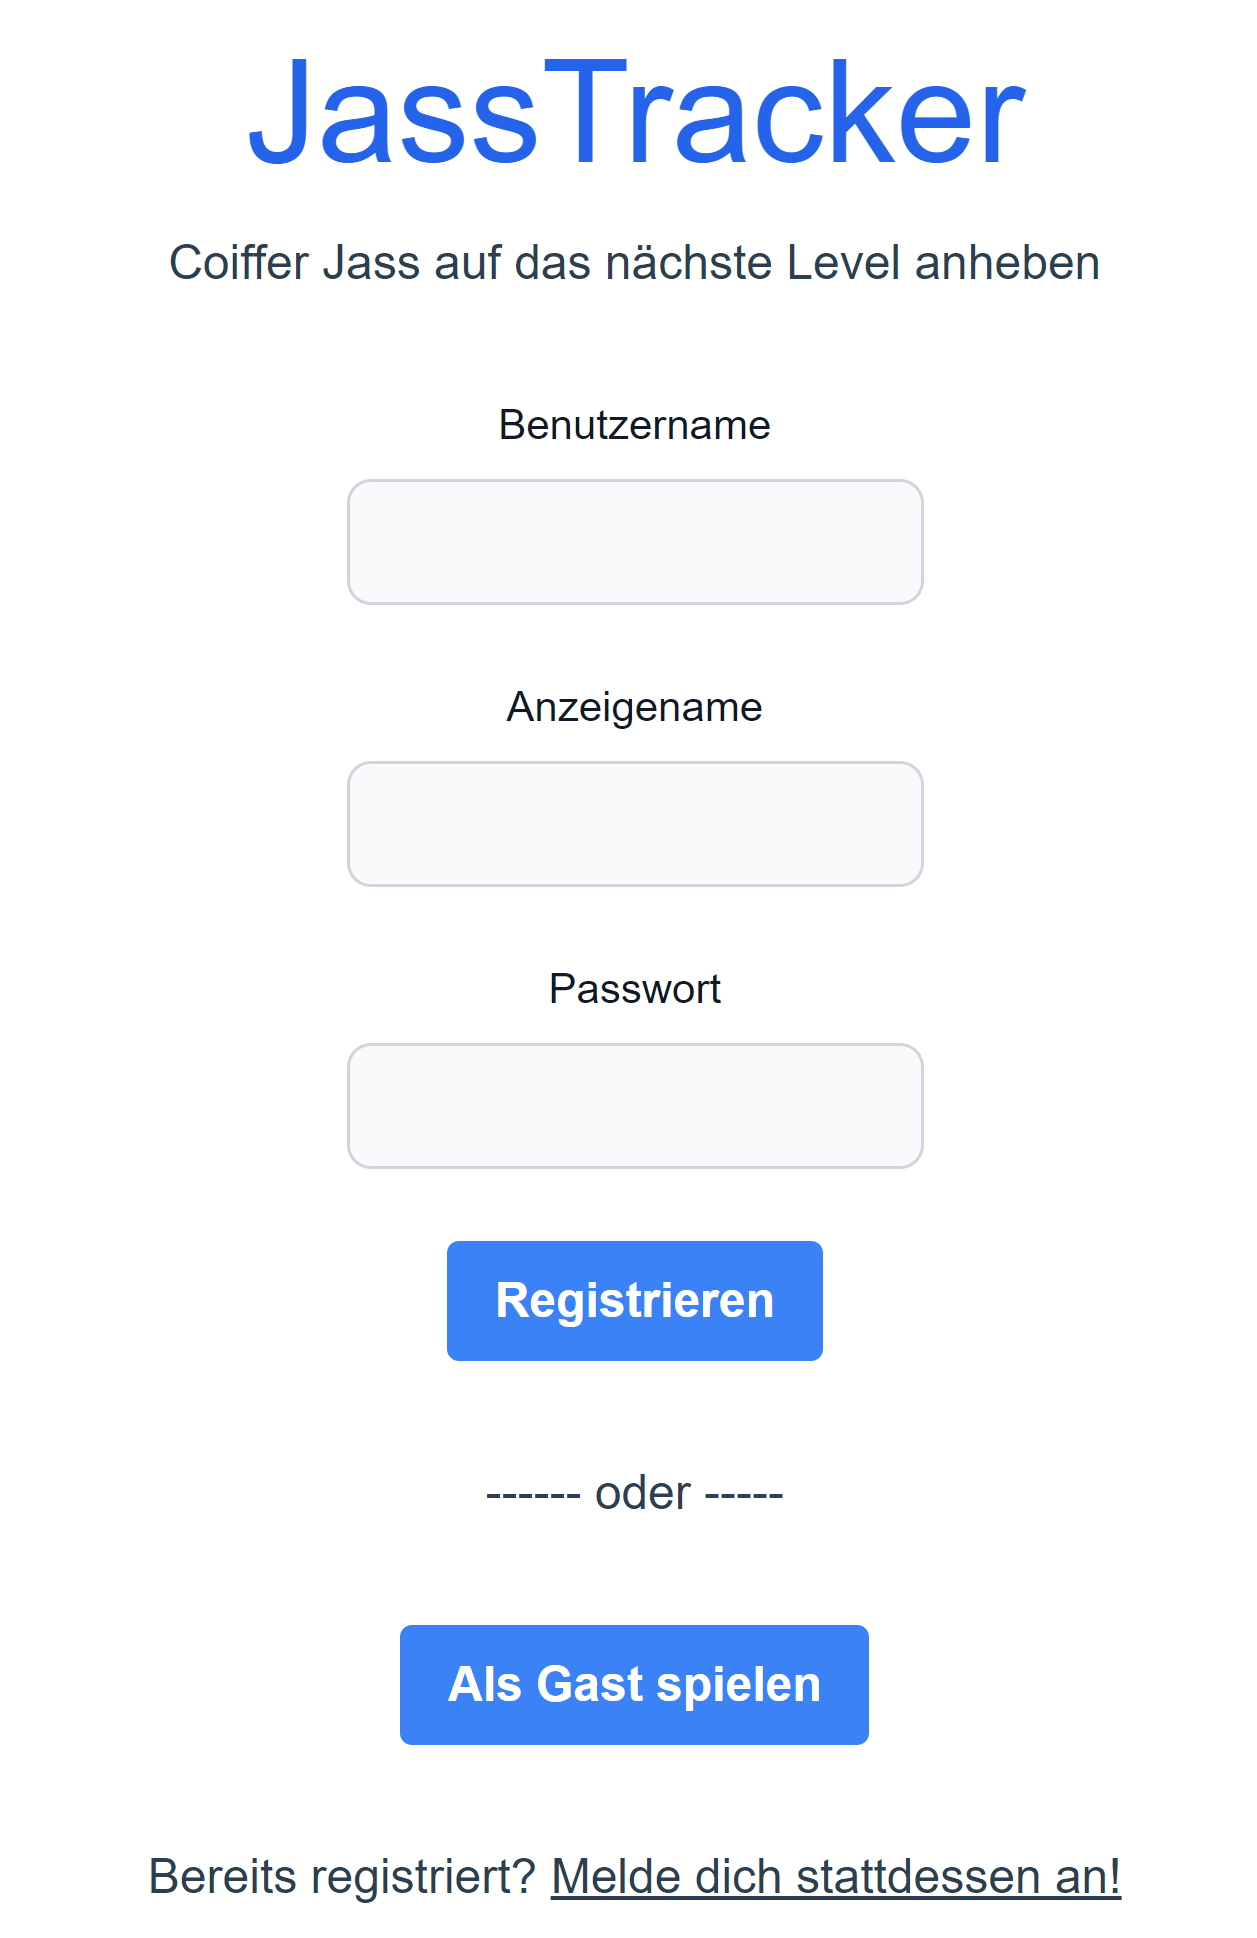 JassTracker
Coiffer Jass auf das nächste Level anheben
Benutzername
Anzeigename
Passwort
Registrieren
------ oder -----
Als Gast spielen
Bereits registriert? Melde dich stattdessen an!